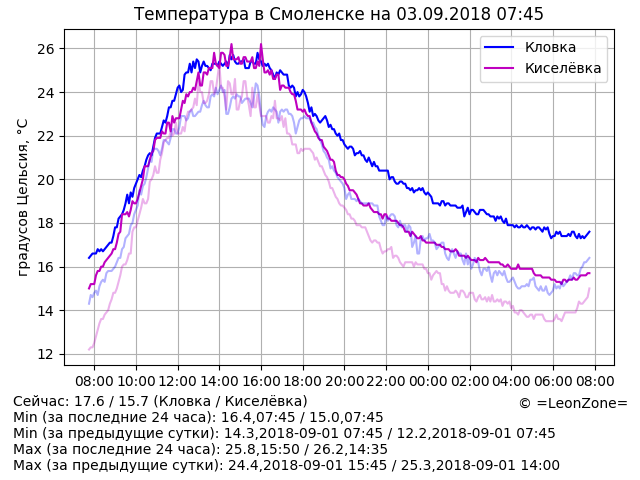 Температура в Смоленске на 03.09.2018 07:45
Кловка
Киселёвка
градусов Цельсия, °C
26
24
22
20
18
16
14
12
08:00 10:00 12:00 14:00 16:00 18:00 20:00 22:00 00:00 02:00 04:00 06:00 08:00
Сейчас: 17.6 / 15.7 (Кловка / Киселёвка)
© =LeonZone=
Min (за последние 24 часа): 16.4,07:45 / 15.0,07:45
Min (за предыдущие сутки): 14.3,2018-09-01 07:45 / 12.2,2018-09-01 07:45
Max (за последние 24 часа): 25.8,15:50 / 26.2,14:35
Max (за предыдущие сутки): 24.4,2018-09-01 15:45 / 25.3,2018-09-01 14:00